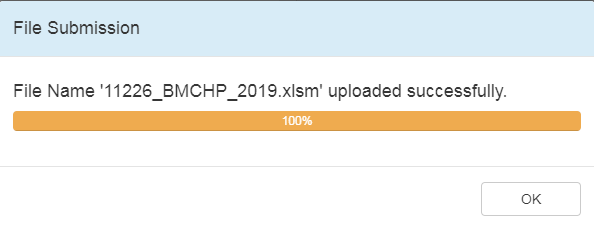 File Submission
File Name '11226_BMCHP_2019.xlsm' uploaded successfully.
100%
OK